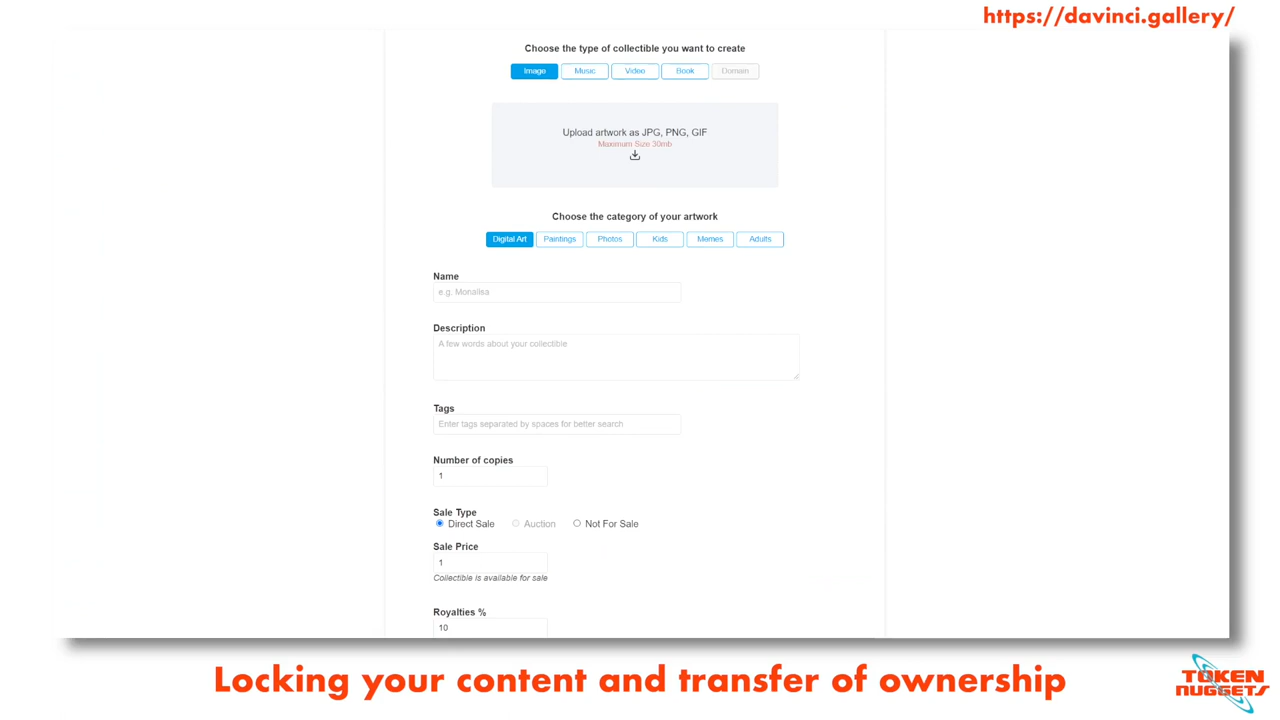 https://davinci.gallery/
Choose the type of collectible you want to create
Image Music Video Book Domain
Upload artwork as JPG, PNG, GIF
Maximum Size 30mb
Choose the category of your artwork
Digital Art Paintings Photos Kids Memes Adults
Name
e.g. Monalisa
Description
A few words about your collectible
Tags
Enter tags separated by spaces for better search
Number of copies
1
Sale Type
Direct Sale Auction Not For Sale
Sale Price
1
Collectible is available for sale
Royalties %
10
Locking your content and transfer of ownership
TOKEN
NUGGETS